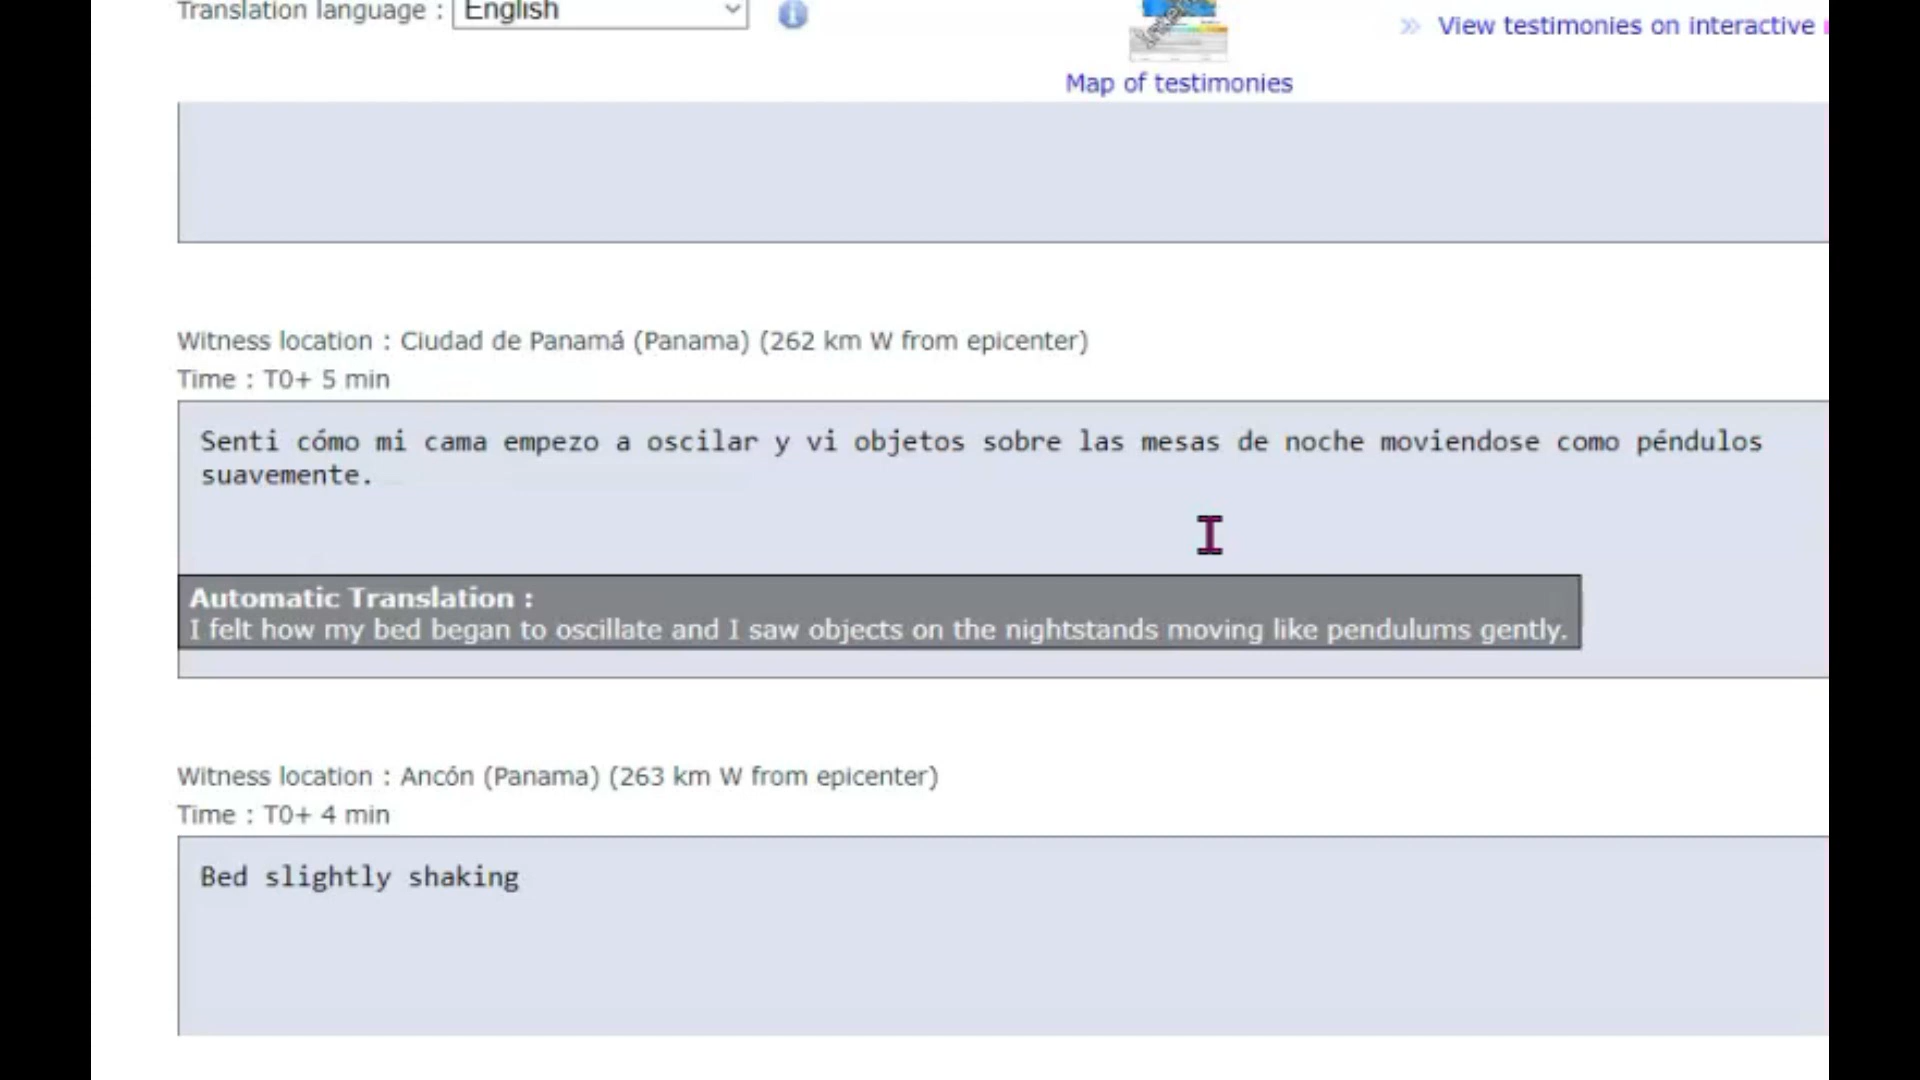 Translation language : English
View testimonies on interactive
Map of testimonies
Witness location : Ciudad de Panamá (Panama) (262 km W from epicenter)
Time : T0+ 5 min
Senti cómo mi cama empezo a oscilar y vi objetos sobre las mesas de noche moviendose como péndulos
suavemente.
Automatic Translation :
I felt how my bed began to oscillate and I saw objects on the nightstands moving like pendulums gently.
Witness location : Ancón (Panama) (263 km W from epicenter)
Time : T0+ 4 min
Bed slightly shaking